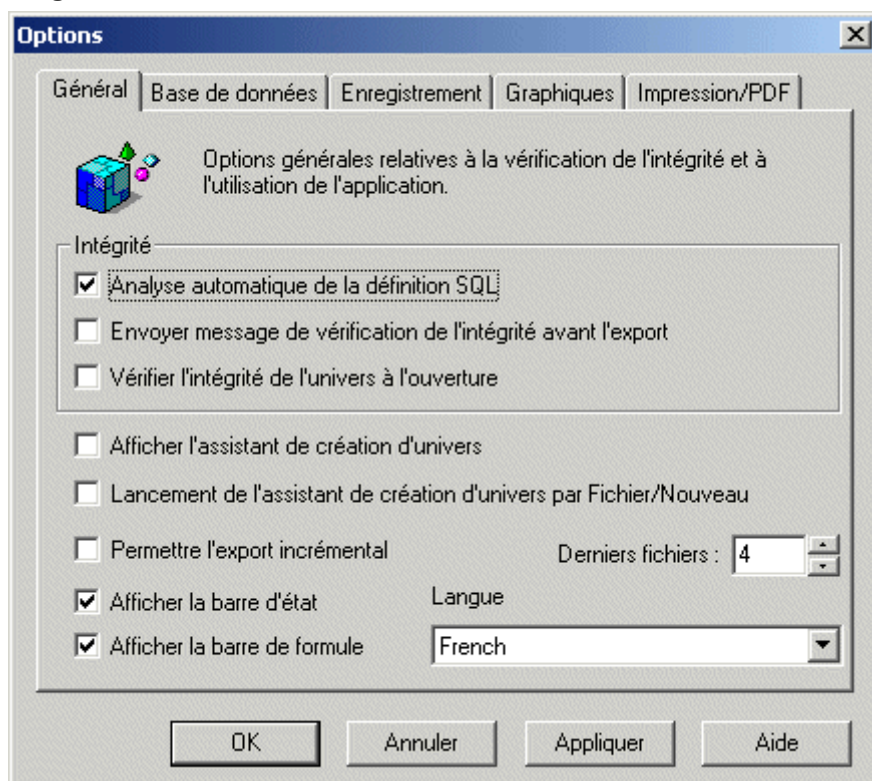 Options
Général
Base de données
Enregistrement
Graphiques
Impression/PDF
Options générales relatives à la vérification de l'intégrité et à
l'utilisation de l'application.
Intégrité
Analyse automatique de la définition SQL
Envoyer message de vérification de l'intégrité avant l'export
Vérifier l'intégrité de l'univers à l'ouverture
Afficher l'assistant de création d'univers
Lancement de l'assistant de création d'univers par Fichier/Nouveau
Permettre l'export incrémental
Derniers fichiers : 4
Afficher la barre d'état
Langue
Afficher la barre de formule
French
OK
Annuler
Appliquer
Aide